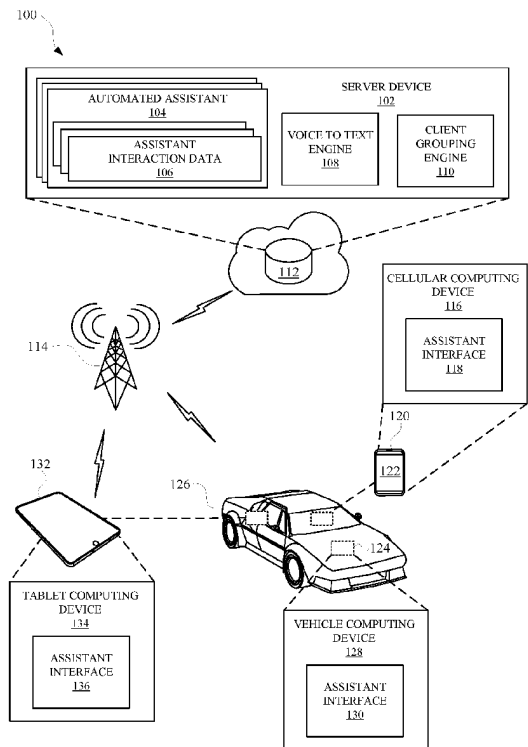 100
SERVER DEVICE
102
AUTOMATED ASSISTANT
104
ASSISTANT
INTERACTION DATA
106
VOICE TO TEXT
ENGINE
108
CLIENT
GROUPING
ENGINE
110
112
114
CELLULAR COMPUTING
DEVICE
116
ASSISTANT
INTERFACE
118
120
122
132
126
124
TABLET COMPUTING
DEVICE
134
ASSISTANT
INTERFACE
136
VEHICLE COMPUTING
DEVICE
128
ASSISTANT
INTERFACE
130